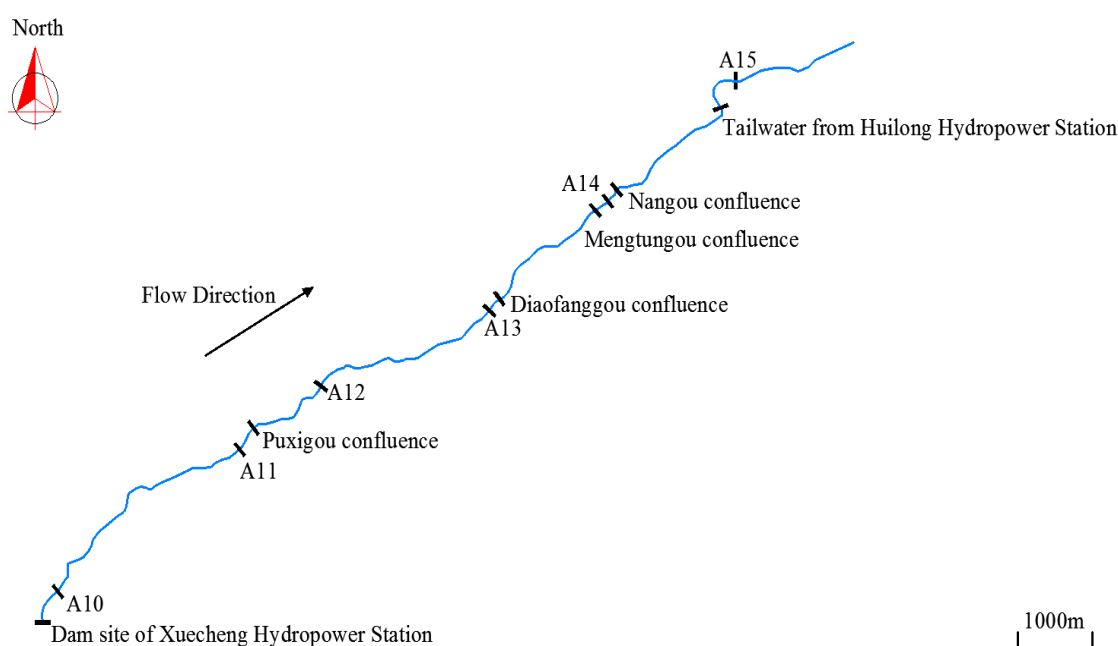 North
A15
Tailwater from Huilong Hydropower Station
A14
Nangou confluence
Mengtungou confluence
Flow Direction
Diaofanggou confluence
A13
A12
Puxigou confluence
A11
A10
Dam site of Xuecheng Hydropower Station
1000m